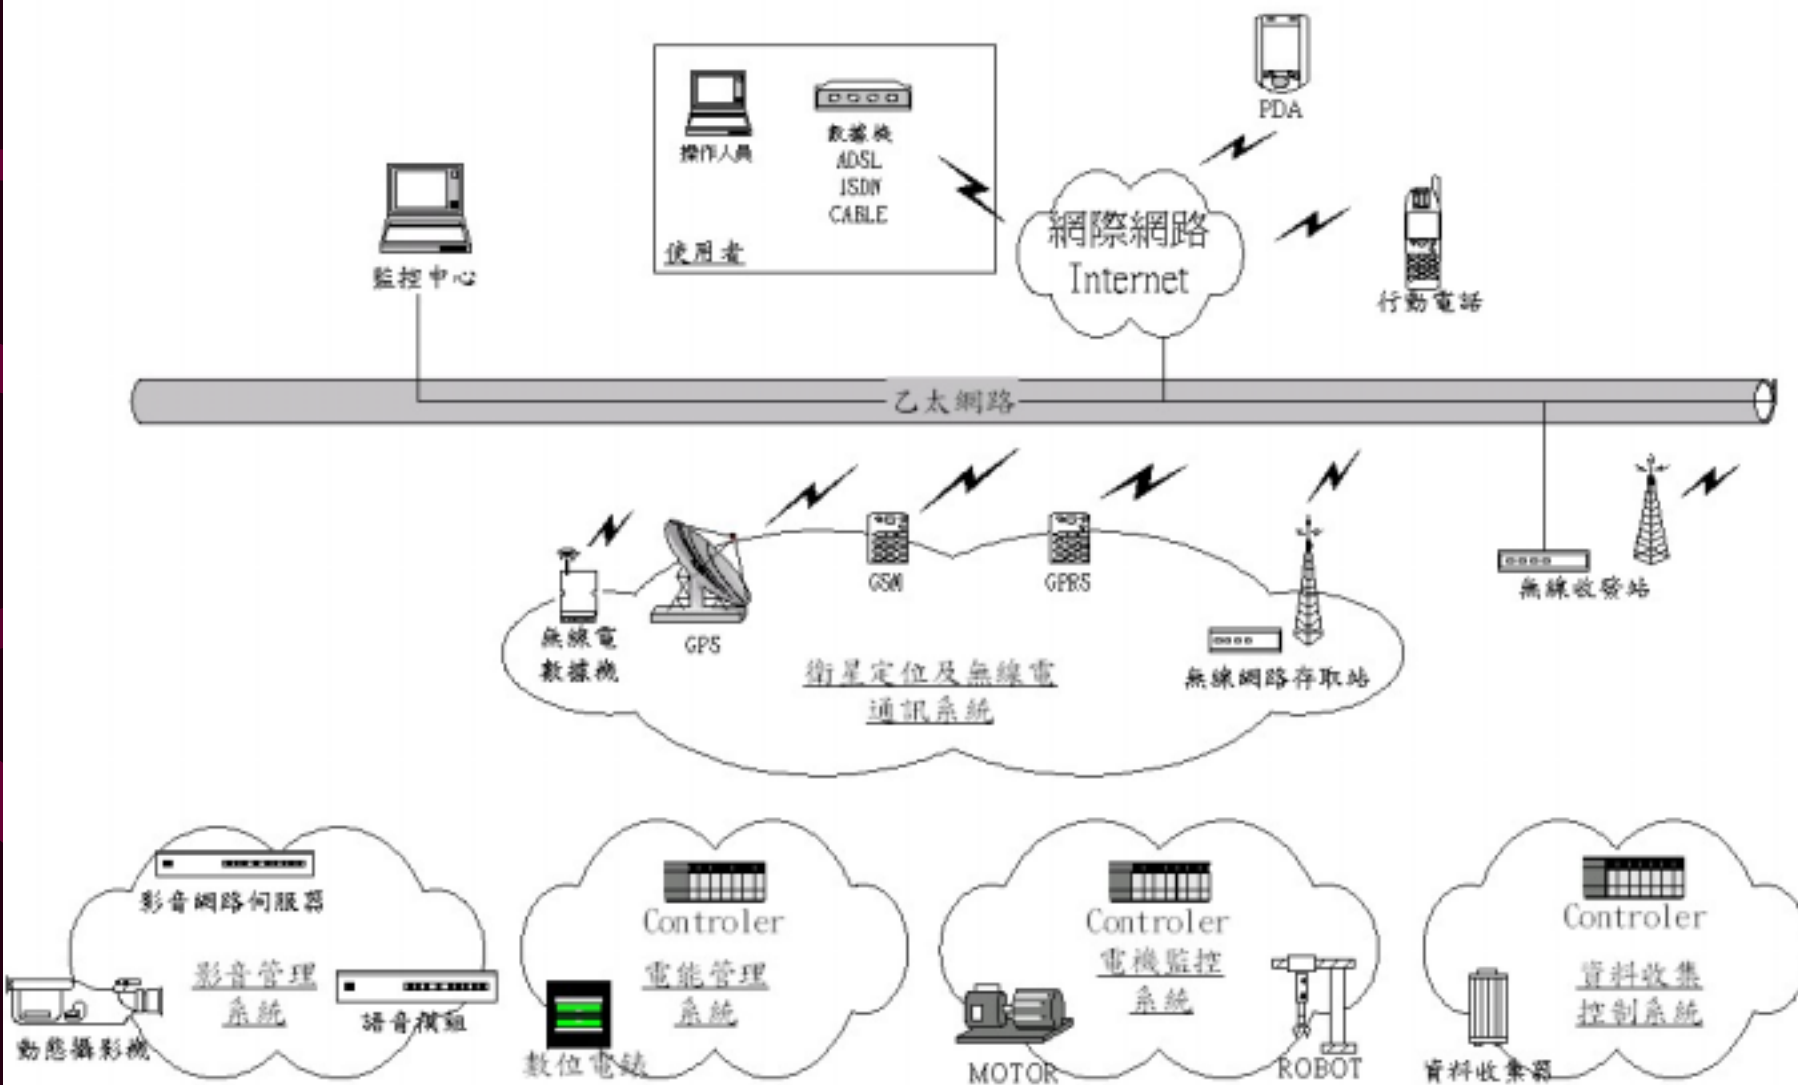 PDA
操作人員
數據機
ADSL
ISDN
CABLE
使用者
網際網路
Internet
監控中心
行動電話
乙太網路
GSM
GPRS
無線收發站
無線電
數據機
GPS
衛星定位及無線電
通訊系統
無線網路存取站
影音網路伺服器
影音管理
系統
語音模組
動態攝影機
Controler
電能管理
系統
數位電錶
Controler
電機監控
系統
MOTOR
ROBOT
Controler
資料收集
控制系統
資料收集器